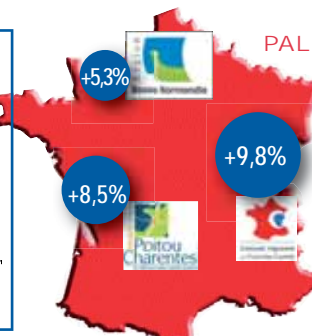 PAL
+5,3%
Basse Normandie
+9,8%
+8,5%
Poitou
Charentes